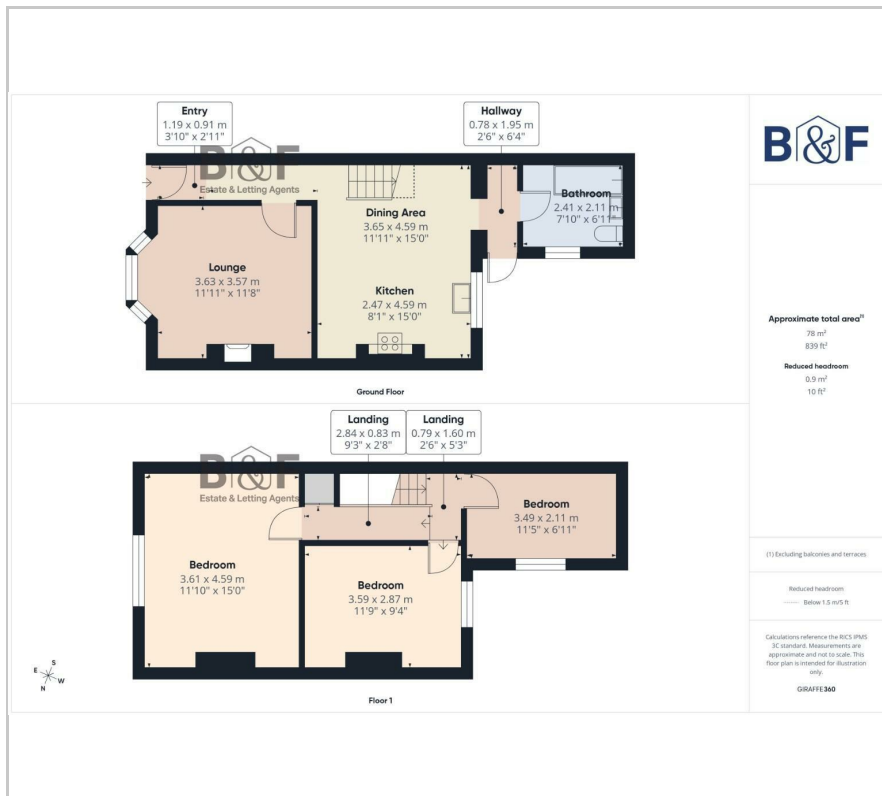 Entry
1.19 x 0.91 m
3'10" x 2'11"
Hallway
0.78 x 1.95 m
2'6" x 6'4"
B&F
Estate & Letting Agents
Dining Area
3.65 x 4.59 m
11'11" x 15'0"
Bathroom
2.41 x 2.11 m
7'10" x 6'11"
Lounge
3.63 x 3.57 m
11'11" x 11'8"
Kitchen
2.47 x 4.59 m
8'1" x 15'0"
Ground Floor
Landing
2.84 x 0.83 m
9'3" x 2'8"
Landing
0.79 x 1.60 m
2'6" x 5'3"
B&F
Estate & Letting Agents
Bedroom
3.49 x 2.11 m
11'5" x 6'11"
Bedroom
3.61 x 4.59 m
11'10" x 15'0"
Bedroom
3.59 x 2.87 m
11'9" x 9'4"
S
E
W
N
Floor 1
B&F
Approximate total area⁽¹⁾
78 m²
839 ft²
Reduced headroom
0.9 m²
10 ft²
(1) Excluding balconies and terraces
Reduced headroom
Below 1.5 m/5 ft
Calculations reference the RICS IPMS
3C standard. Measurements are
approximate and not to scale. This
floor plan is intended for illustration
only.
GIRAFFE360